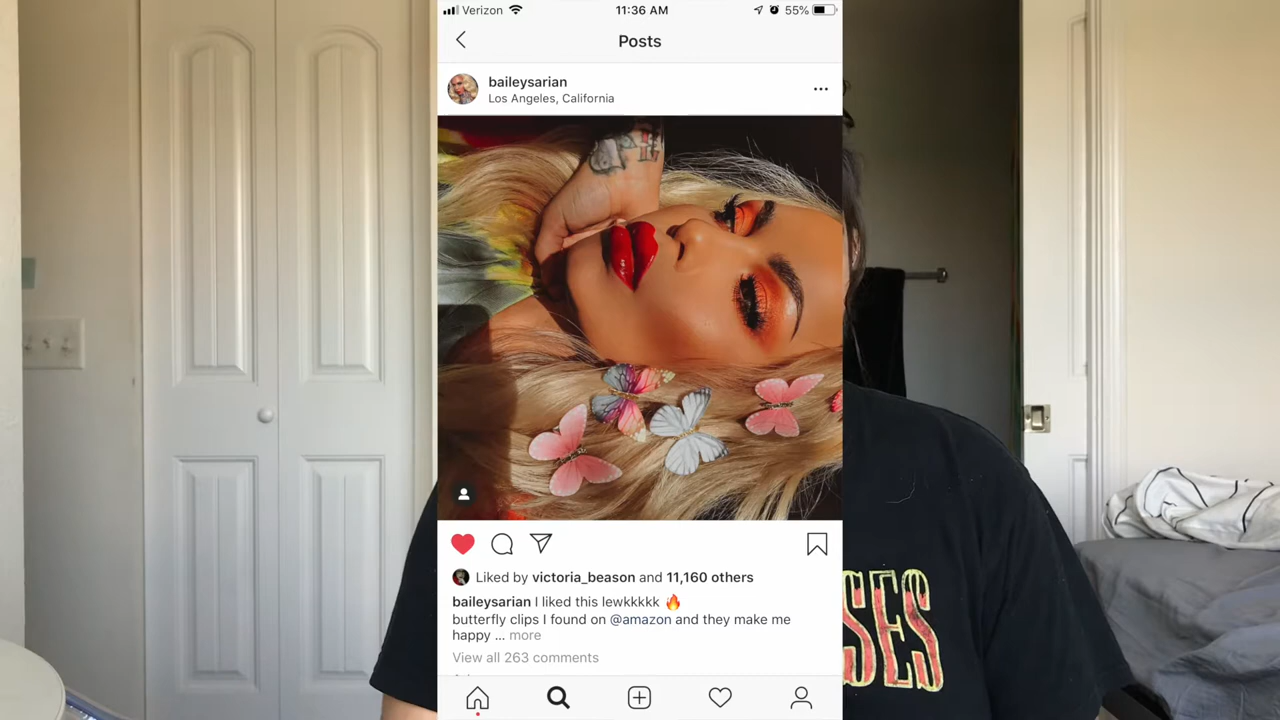 Verizon 11:36 AM 55%
Posts
baileysarian
Los Angeles, California
Liked by victoria_beason and 11,160 others
baileysarian I liked this lewkkkkk 🔥
butterfly clips I found on @amazon and they make me
happy ... more
View all 263 comments
SES